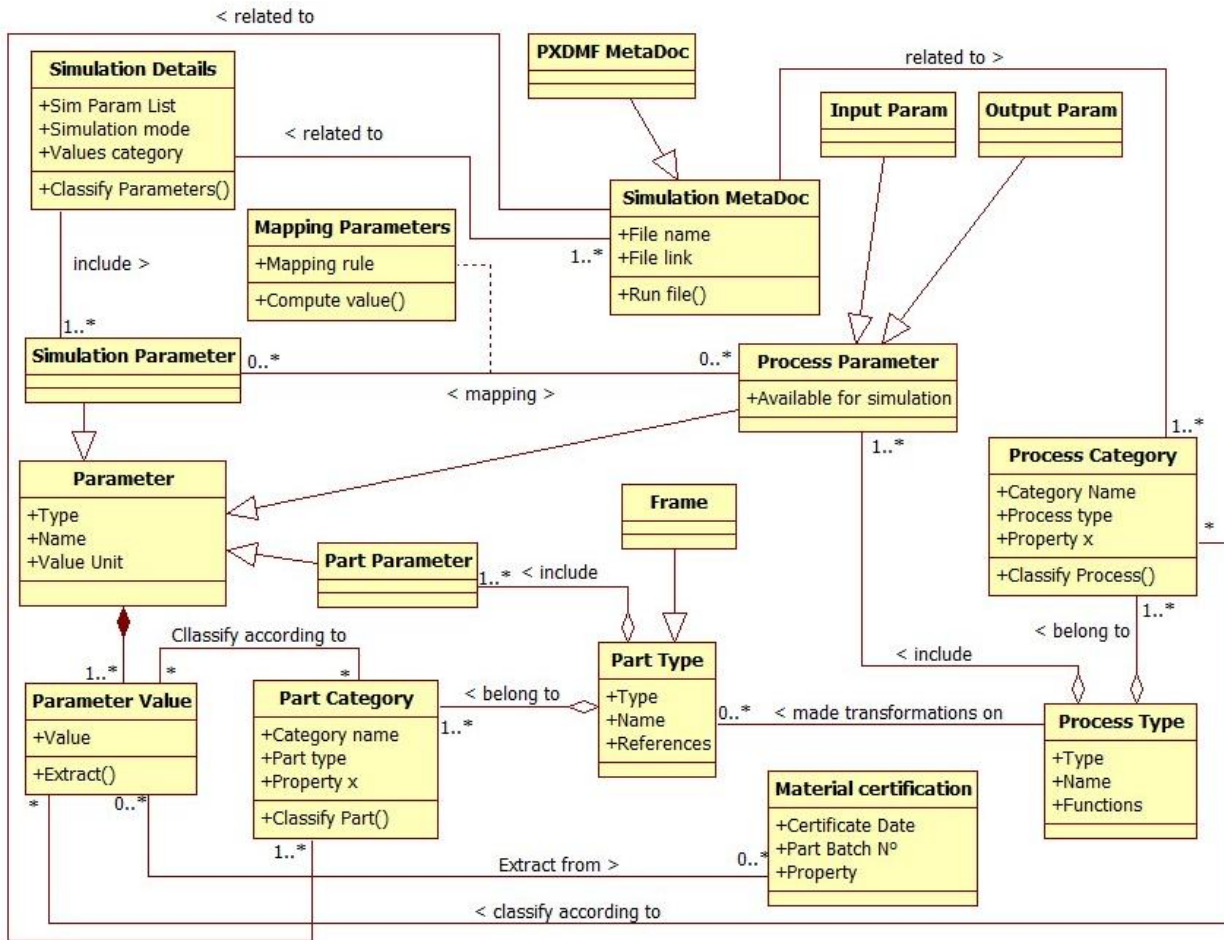 < related to
PXDMF MetaDoc
related to >
Simulation Details
+Sim Param List
+Simulation mode
+Values category
+Classify Parameters()
< related to
Input Param
Output Param
Simulation MetaDoc
+File name
+File link
+Run file()
Mapping Parameters
+Mapping rule
+Compute value()
1..*
include >
1..*
Simulation Parameter
0..*
0..*
< mapping >
Process Parameter
+Available for simulation
1..*
1..*
Process Category
+Category Name
+Process type
+Property x
+Classify Process()
*
1..*
Parameter
+Type
+Name
+Value Unit
Frame
Part Parameter
1..*
< include
< belong to
< include
Cllassify according to
1..*
*
*
Part Type
+Type
+Name
+References
Parameter Value
+Value
+Extract()
*
0..*
Part Category
+Category name
+Part type
+Property x
+Classify Part()
1..*
< belong to
1..*
0..*
< made transformations on
Process Type
+Type
+Name
+Functions
Material certification
+Certificate Date
+Part Batch Nº
+Property
Extract from >
0..*
< classify according to